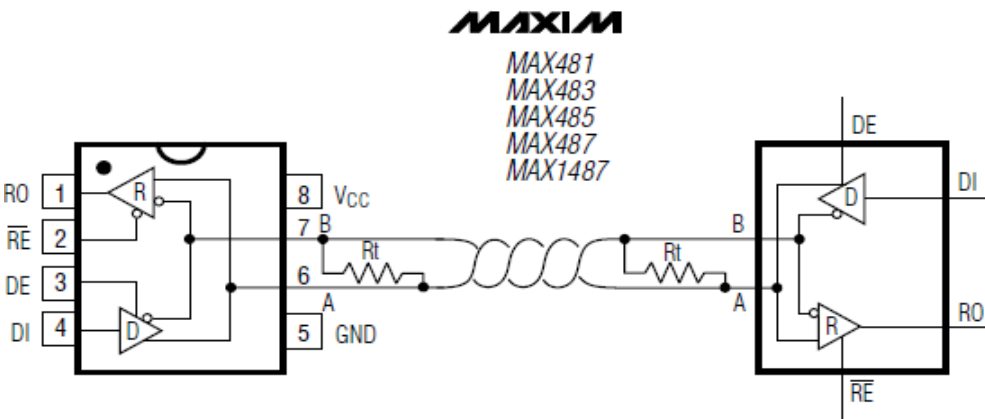 MAXIM
MAX481
MAX483
MAX485
MAX487
MAX1487
RO 1
RE 2
DE 3
DI 4
R
D
8 VCC
7 B
6 A
5 GND
Rt
Rt
B
A
DE
D
DI
R
RO
RE